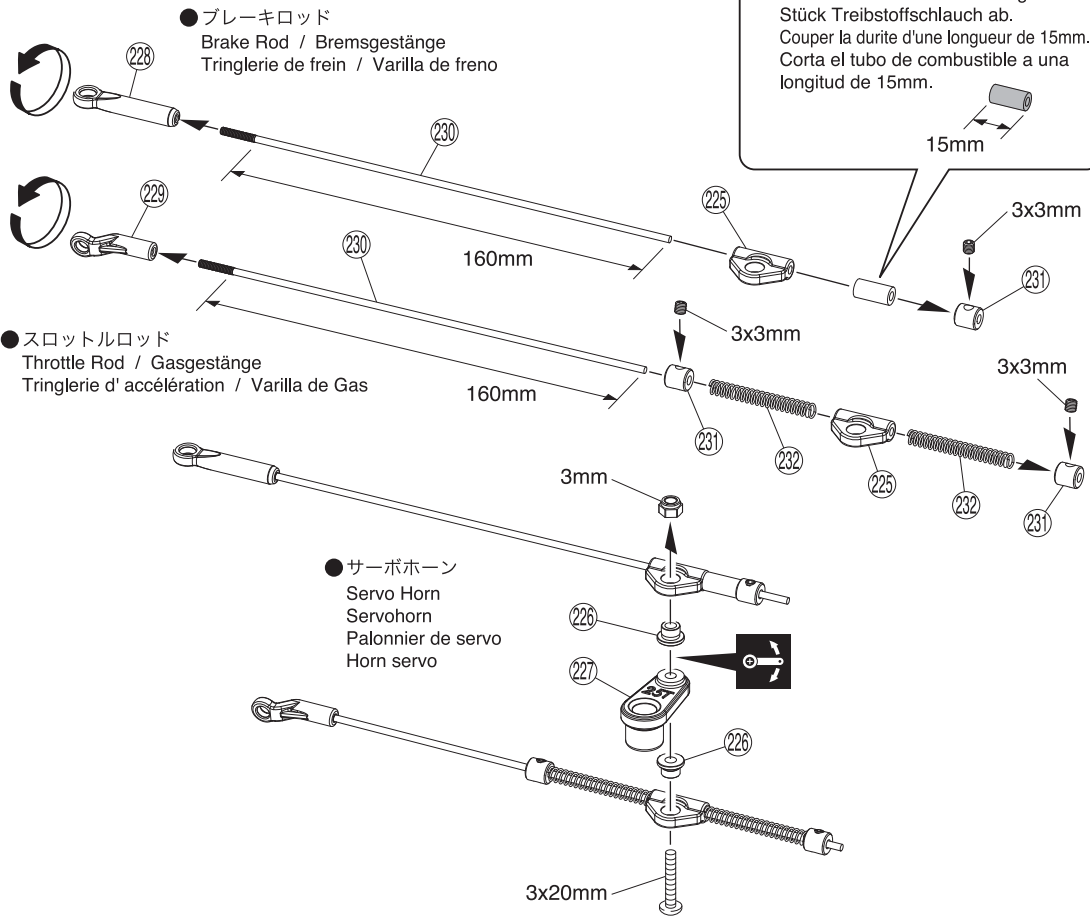 ●ブレーキロッド
Brake Rod / Bremsgestänge
Tringlerie de frein / Varilla de freno
Stück Treibstoffschlauch ab.
Couper la durite d'une longueur de 15mm.
Corta el tubo de combustible a una
longitud de 15mm.
15mm
228
230
225
3x3mm
231
160mm
229
230
●スロットルロッド
Throttle Rod / Gasgestänge
Tringlerie d' accélération / Varilla de Gas
160mm
3x3mm
231
232
225
232
3x3mm
231
3mm
●サーボホーン
Servo Horn
Servohorn
Palonnier de servo
Horn servo
226
227
25T
226
3x20mm